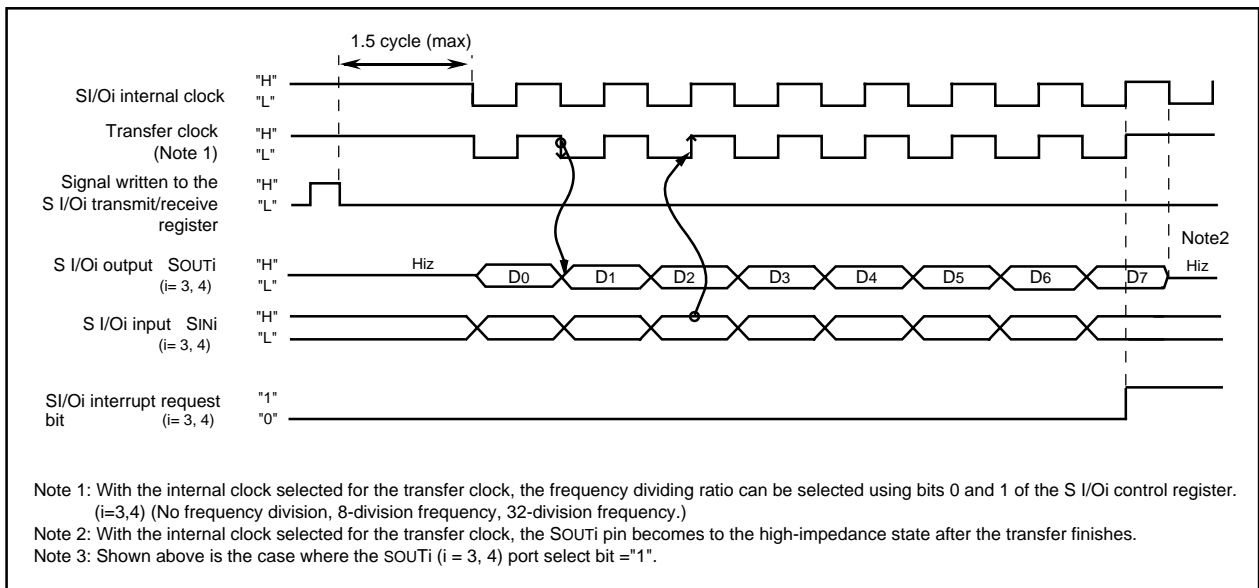 1.5 cycle (max)
SI/Oi internal clock "H" "L"
Transfer clock (Note 1) "H" "L"
Signal written to the S I/Oi transmit/receive register "H" "L"
Note2
S I/Oi output SOUTi (i= 3, 4) "H" "L" Hiz D0 D1 D2 D3 D4 D5 D6 D7 Hiz
S I/Oi input SINi (i= 3, 4) "H" "L"
SI/Oi interrupt request bit (i= 3, 4) "1" "0"
Note 1: With the internal clock selected for the transfer clock, the frequency dividing ratio can be selected using bits 0 and 1 of the S I/Oi control register.
(i=3,4) (No frequency division, 8-division frequency, 32-division frequency.)
Note 2: With the internal clock selected for the transfer clock, the SOUTi pin becomes to the high-impedance state after the transfer finishes.
Note 3: Shown above is the case where the SOUTi (i = 3, 4) port select bit ="1".